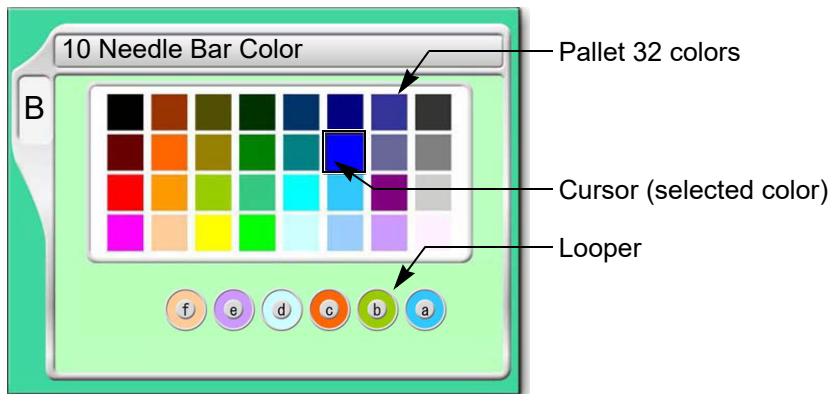 10 Needle Bar Color
Pallet 32 colors
B
Cursor (selected color)
Looper
f e d c b a